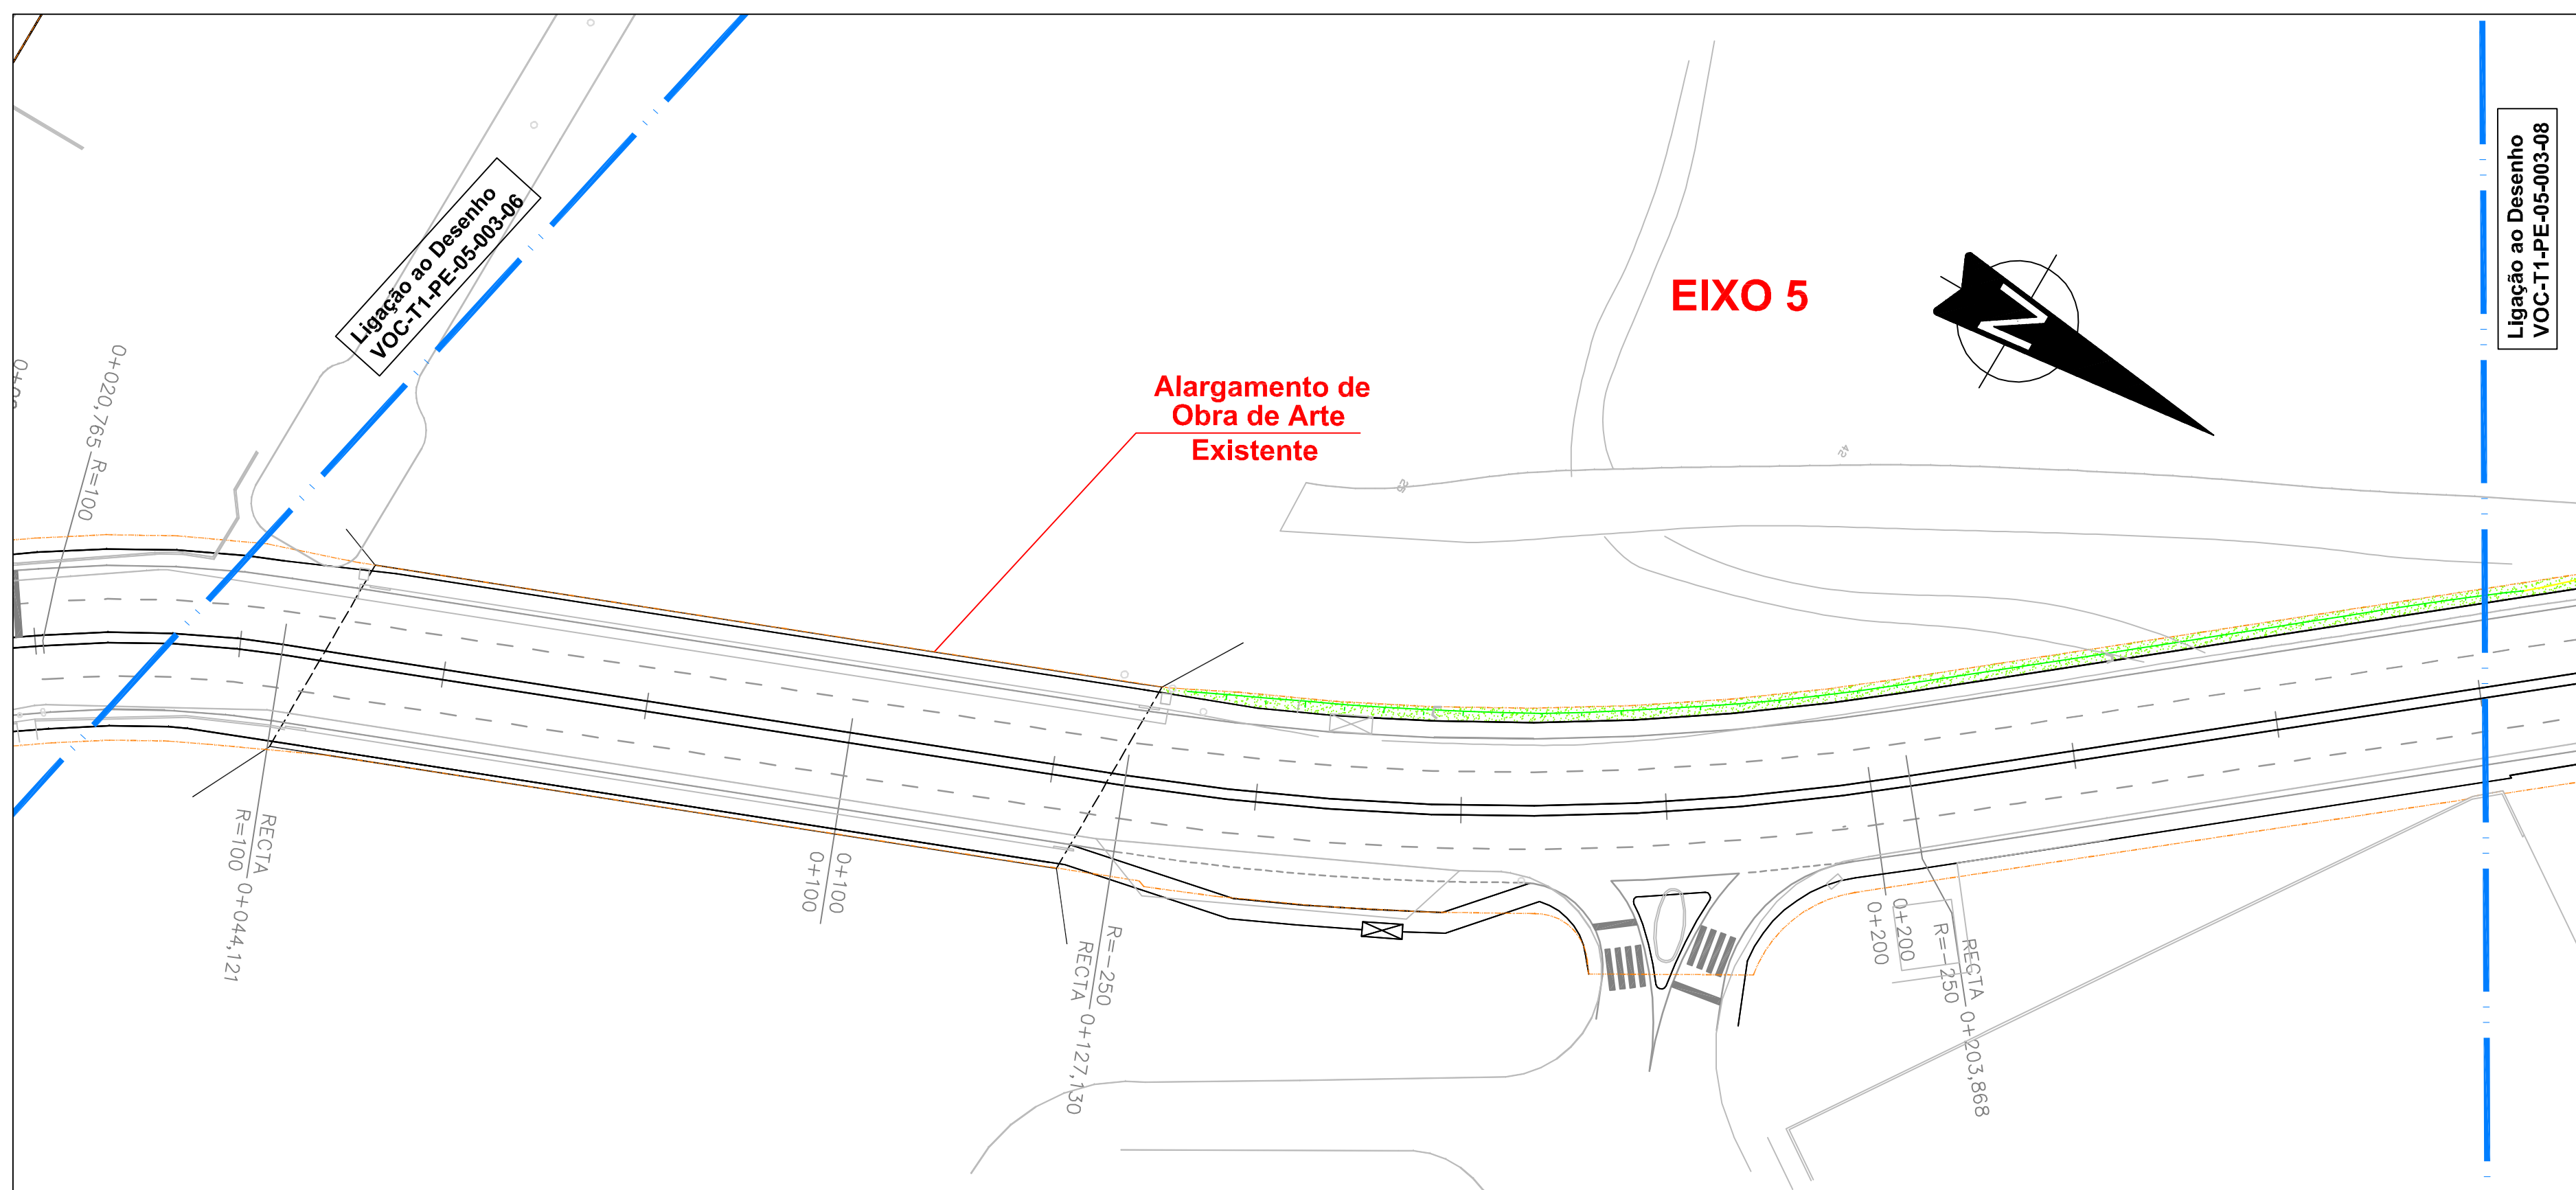 Ligação ao Desenho
VOC-T1-PE-05-003-06
Ligação ao Desenho
VOC-T1-PE-05-003-08
EIXO 5
N
Alargamento de
Obra de Arte
Existente
0+020,765
R=100
RECTA
R=100
0+044,121
0+100
0+100
R=-250
RECTA
0+127,130
0+200
0+200
RECTA
R=-250
0+203,868